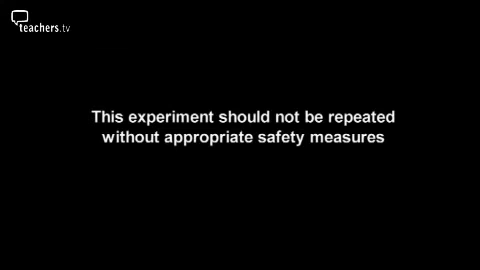 teachers.tv
This experiment should not be repeated
without appropriate safety measures